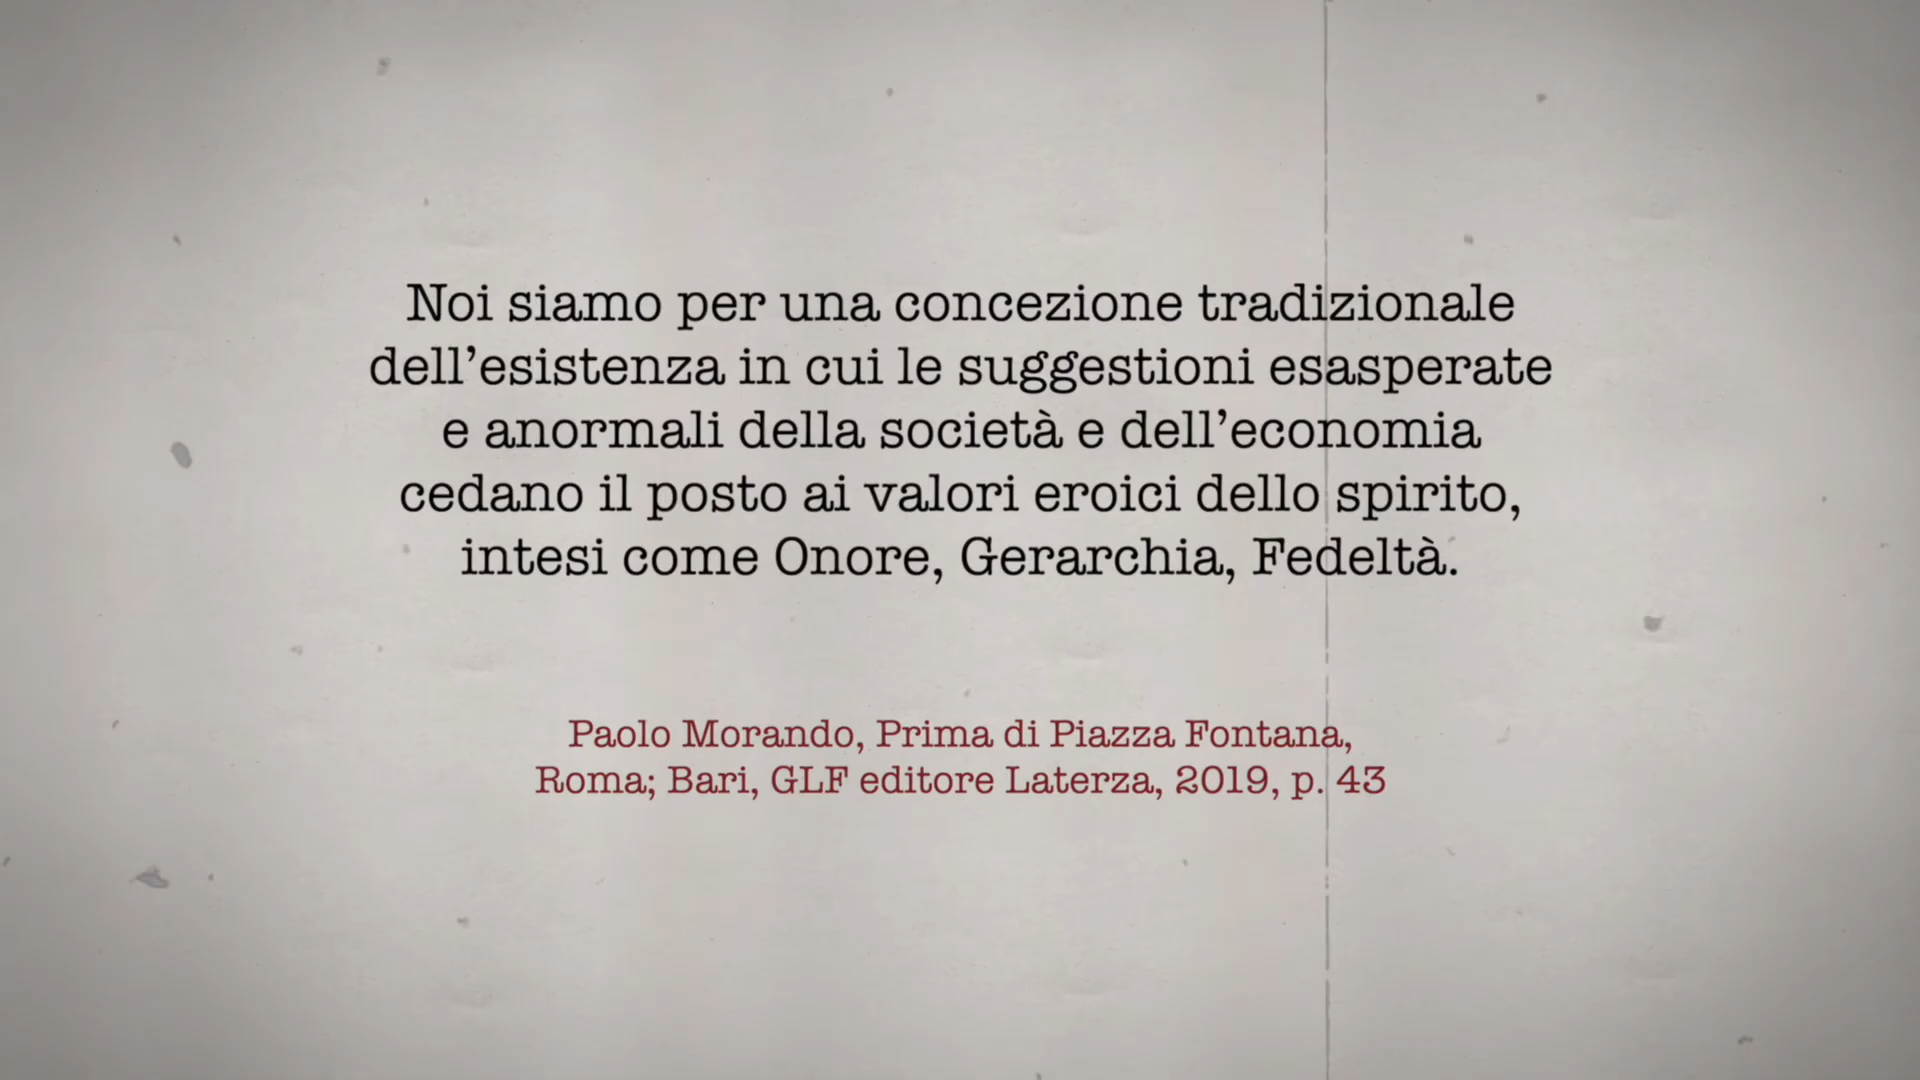 Noi siamo per una concezione tradizionale
dell’esistenza in cui le suggestioni esasperate
e anormali della società e dell’economia
cedano il posto ai valori eroici dello spirito,
intesi come Onore, Gerarchia, Fedeltà.
Paolo Morando, Prima di Piazza Fontana,
Roma; Bari, GLF editore Laterza, 2019, p. 43